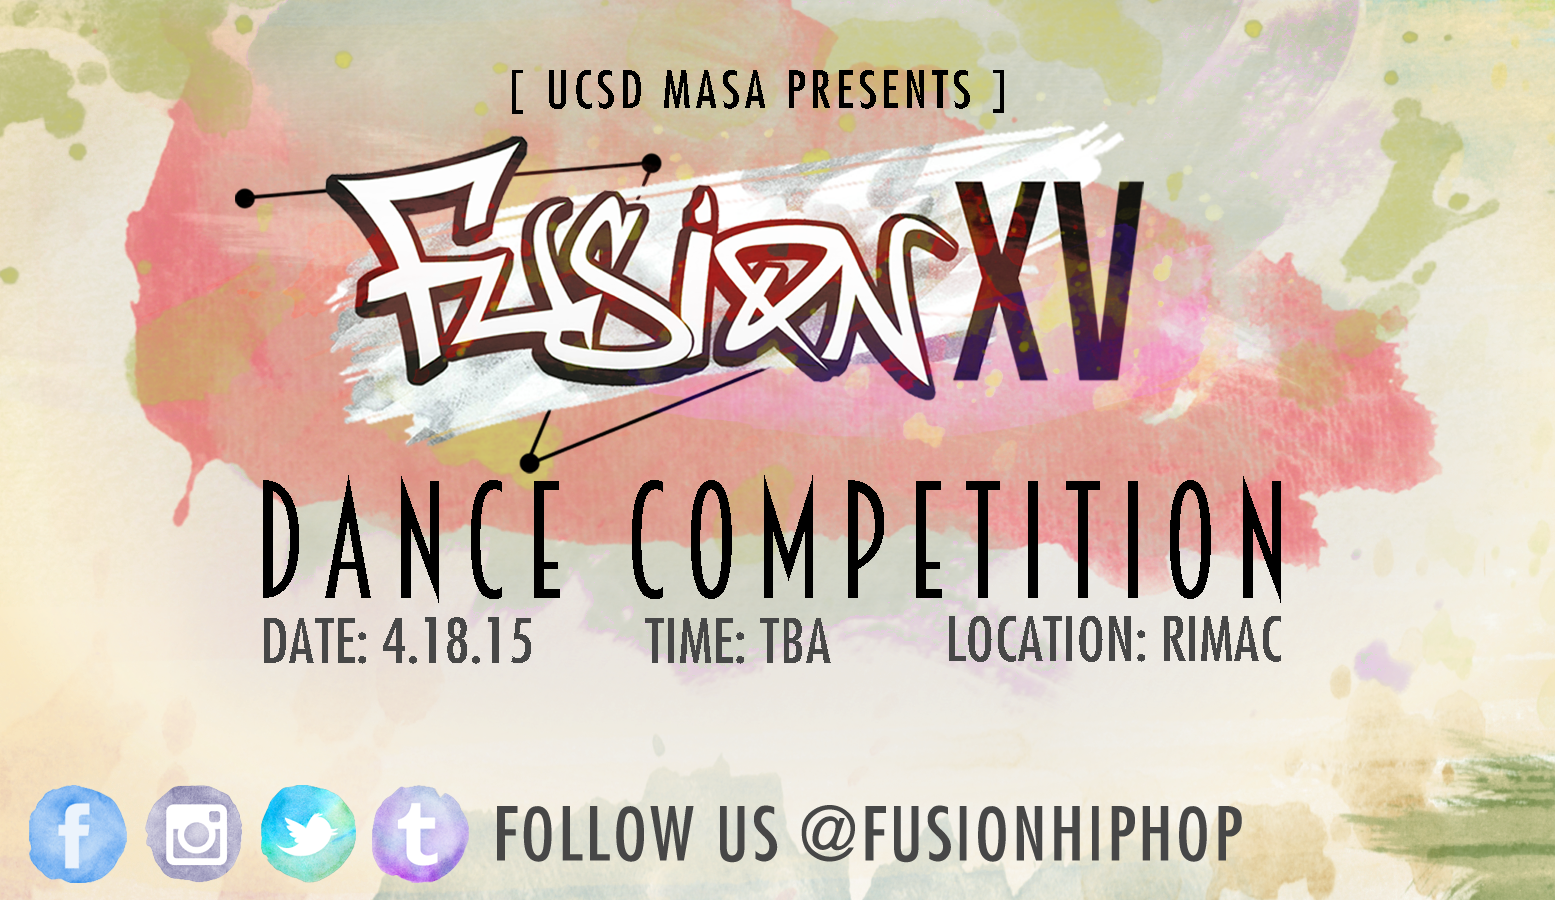 [ UCSD MASA PRESENTS ]
FUSION XV
DANCE COMPETITION
DATE: 4.18.15 TIME: TBA LOCATION: RIMAC
f t FOLLOW US @FUSIONHIPHOP